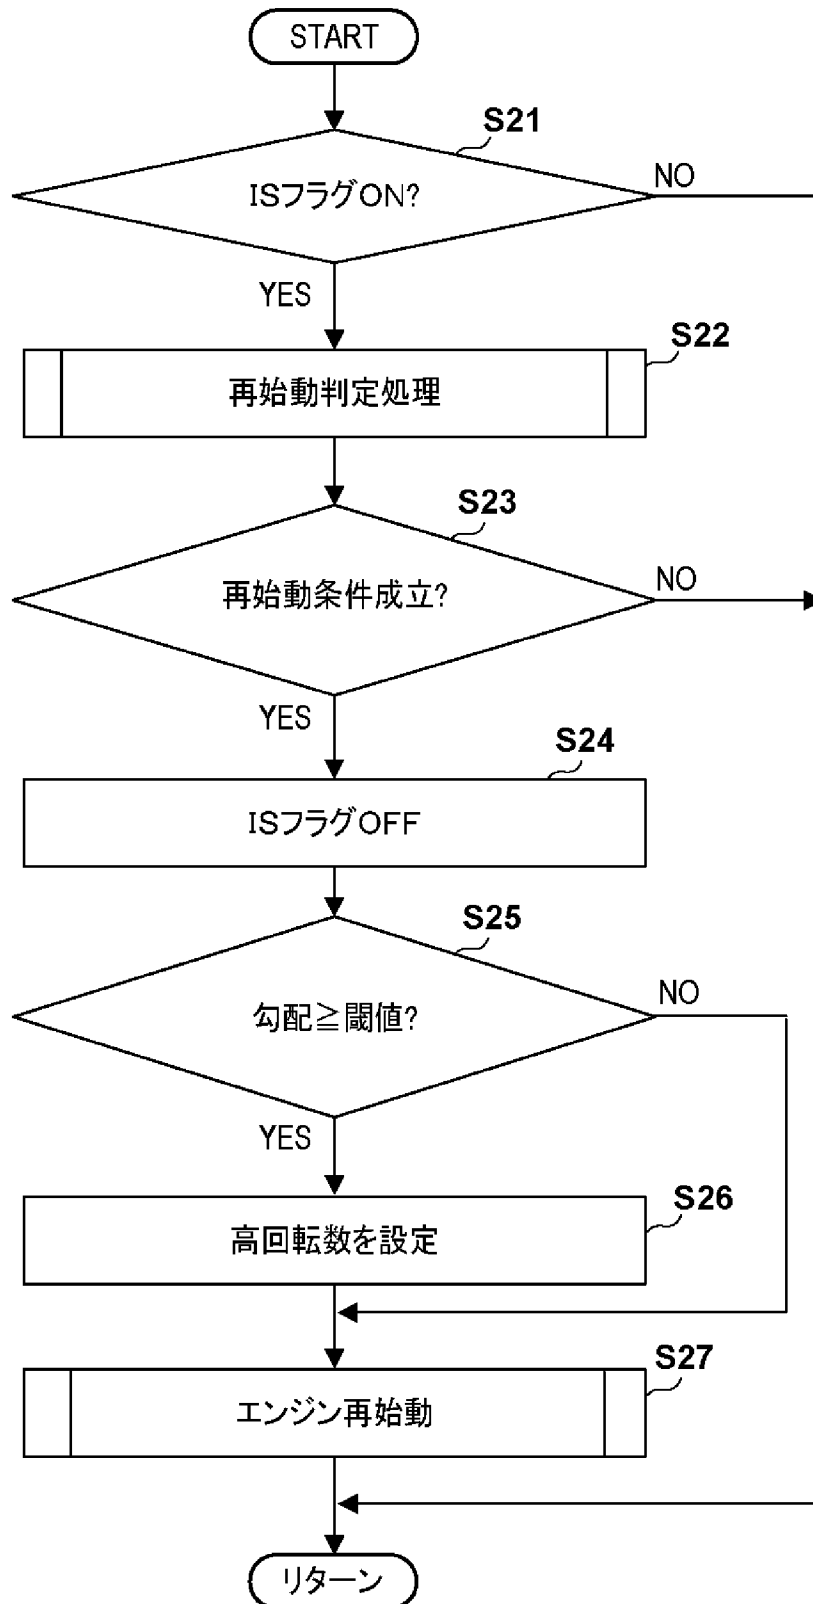 START
S21
ISフラグON?
NO
YES
S22
再始動判定処理
S23
再始動条件成立?
NO
YES
S24
ISフラグOFF
S25
勾配≧閾値?
NO
YES
S26
高回転数を設定
S27
エンジン再始動
リターン